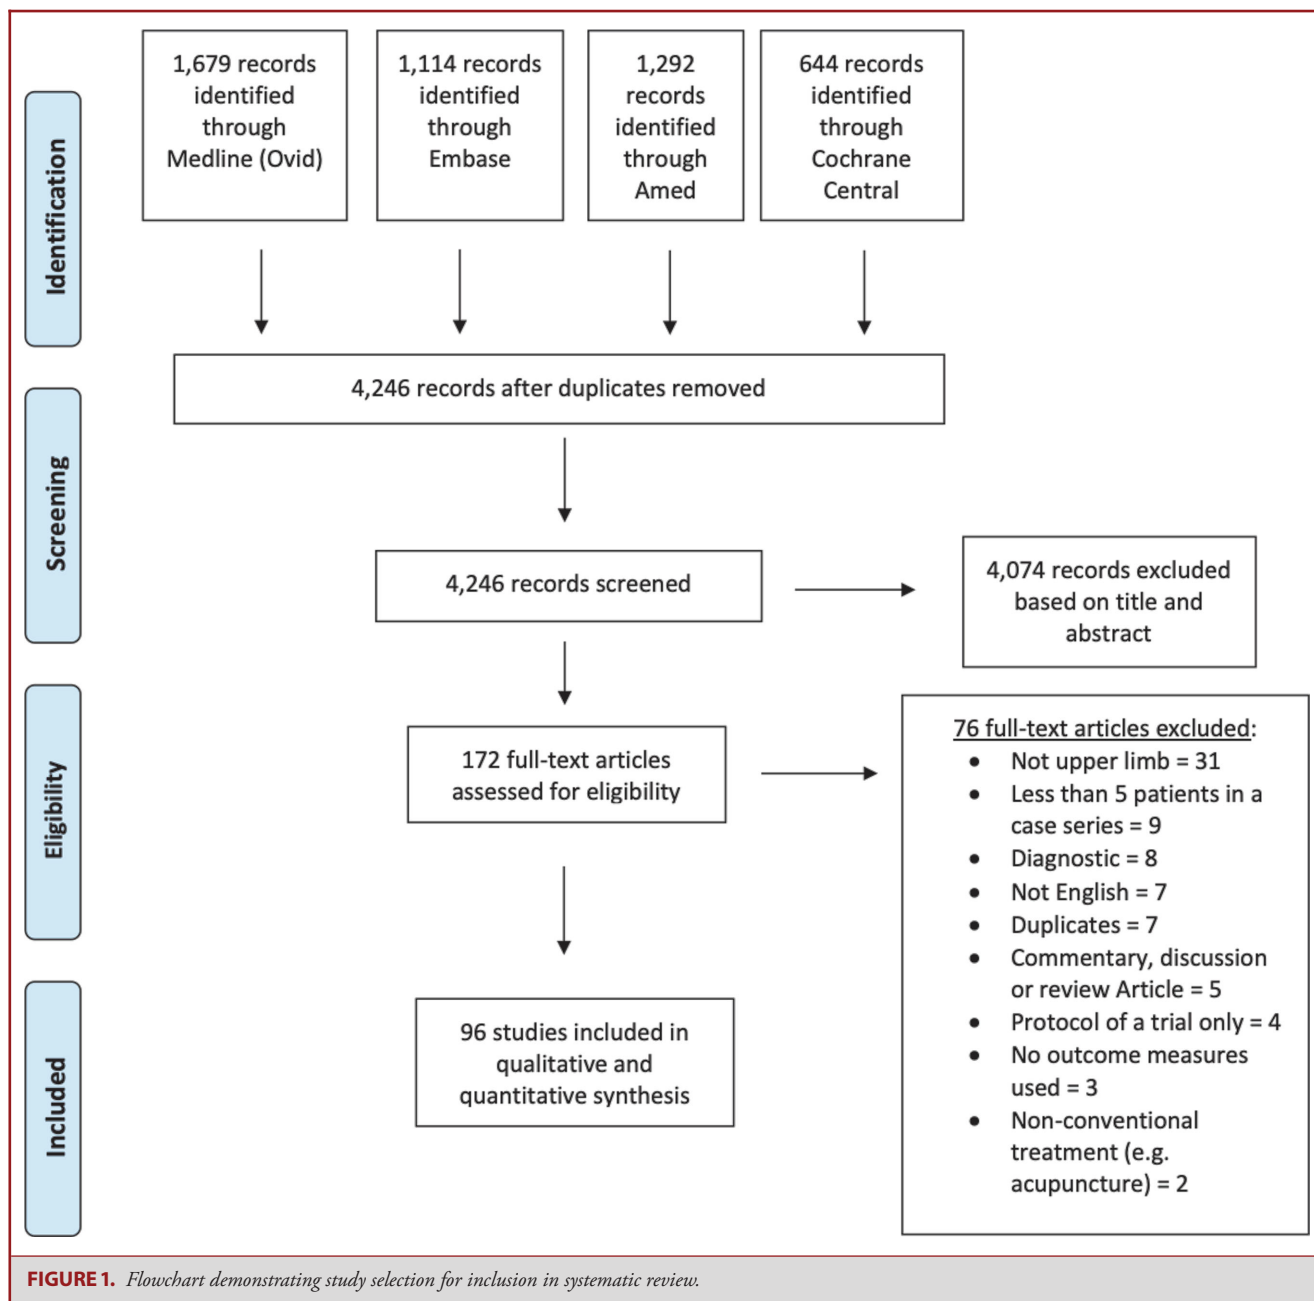 1,679 records
identified
through
Medline (Ovid)
1,114 records
identified
through
Embase
1,292
records
identified
through
Amed
644 records
identified
through
Cochrane
Central
Identification
4,246 records after duplicates removed
Screening
4,246 records screened
4,074 records excluded
based on title and
abstract
Eligibility
172 full-text articles
assessed for eligibility
76 full-text articles excluded:
• Not upper limb = 31
• Less than 5 patients in a
case series = 9
• Diagnostic = 8
• Not English = 7
• Duplicates = 7
• Commentary, discussion
or review Article = 5
• Protocol of a trial only = 4
• No outcome measures
used = 3
• Non-conventional
treatment (e.g.
acupuncture) = 2
Included
96 studies included in
qualitative and
quantitative synthesis
FIGURE 1. Flowchart demonstrating study selection for inclusion in systematic review.